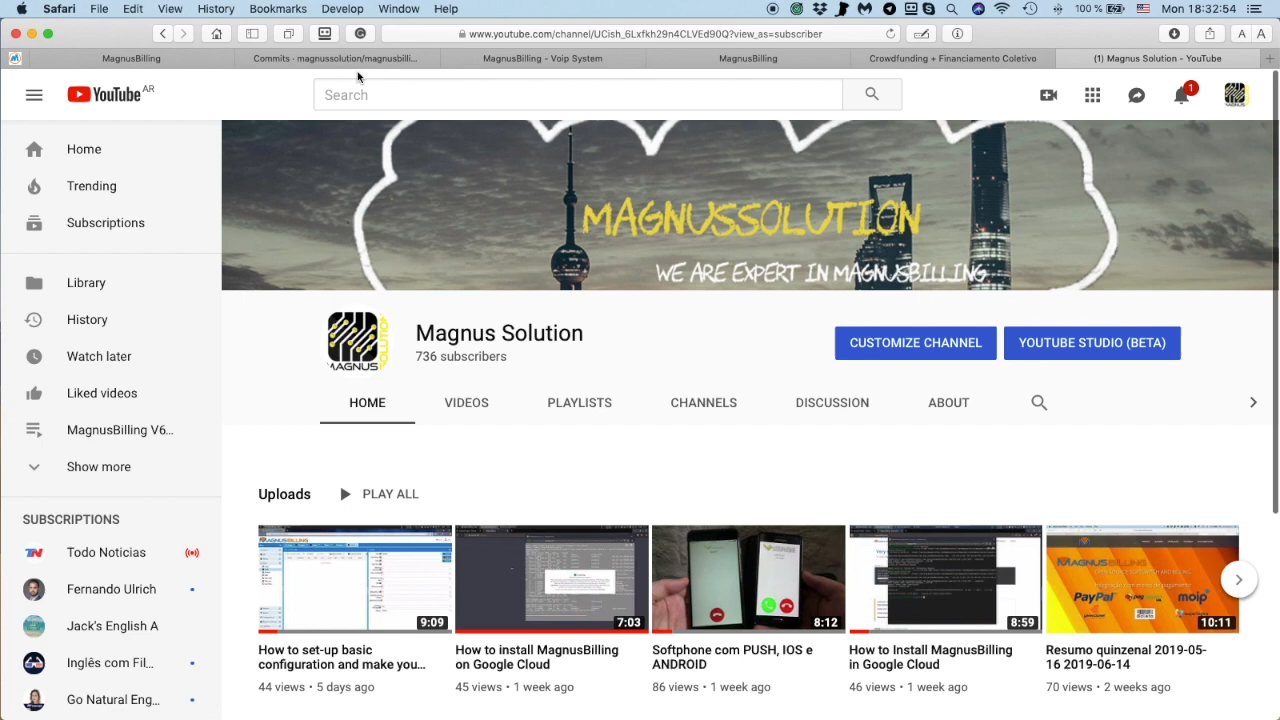 Safari File Edit View History Bookmarks Develop Window Help
16%
Wed 18:32:54
www.youtube.com/channel/UCish_6Lxfkh29n4CLVEd90Q?view_as=subscriber
A A
MagnusBilling
Commits · magnussolution/magnusbilli...
MagnusBilling - Voip System
MagnusBilling
Crowdfunding + Financiamento Coletivo
(1) Magnus Solution - YouTube
YouTube AR
Search
1
Home
Trending
Subscriptions
Library
History
Watch later
Liked videos
MagnusBilling V6...
Show more
SUBSCRIPTIONS
Todo Noticias
Fernando Ulrich
Jack's English A
Inglês com Fil...
Go Natural Eng...
MAGNUSSOLUTION
WE ARE EXPERT IN MAGNUSBILLING
MAGNUS
SOLUTION
Magnus Solution
736 subscribers
CUSTOMIZE CHANNEL
YOUTUBE STUDIO (BETA)
HOME VIDEOS PLAYLISTS CHANNELS DISCUSSION ABOUT
Uploads PLAY ALL
MAGNUSBILLING
7:03
8:12
8:59
MAGNUSBILLING
PayPal
moip
10:11
How to set-up basic
configuration and make you...
44 views • 5 days ago
How to install MagnusBilling
on Google Cloud
45 views • 1 week ago
Softphone com PUSH, IOS e
ANDROID
86 views • 1 week ago
How to Install MagnusBilling
in Google Cloud
46 views • 1 week ago
Resumo quinzenal 2019-05-
16 2019-06-14
70 views • 2 weeks ago